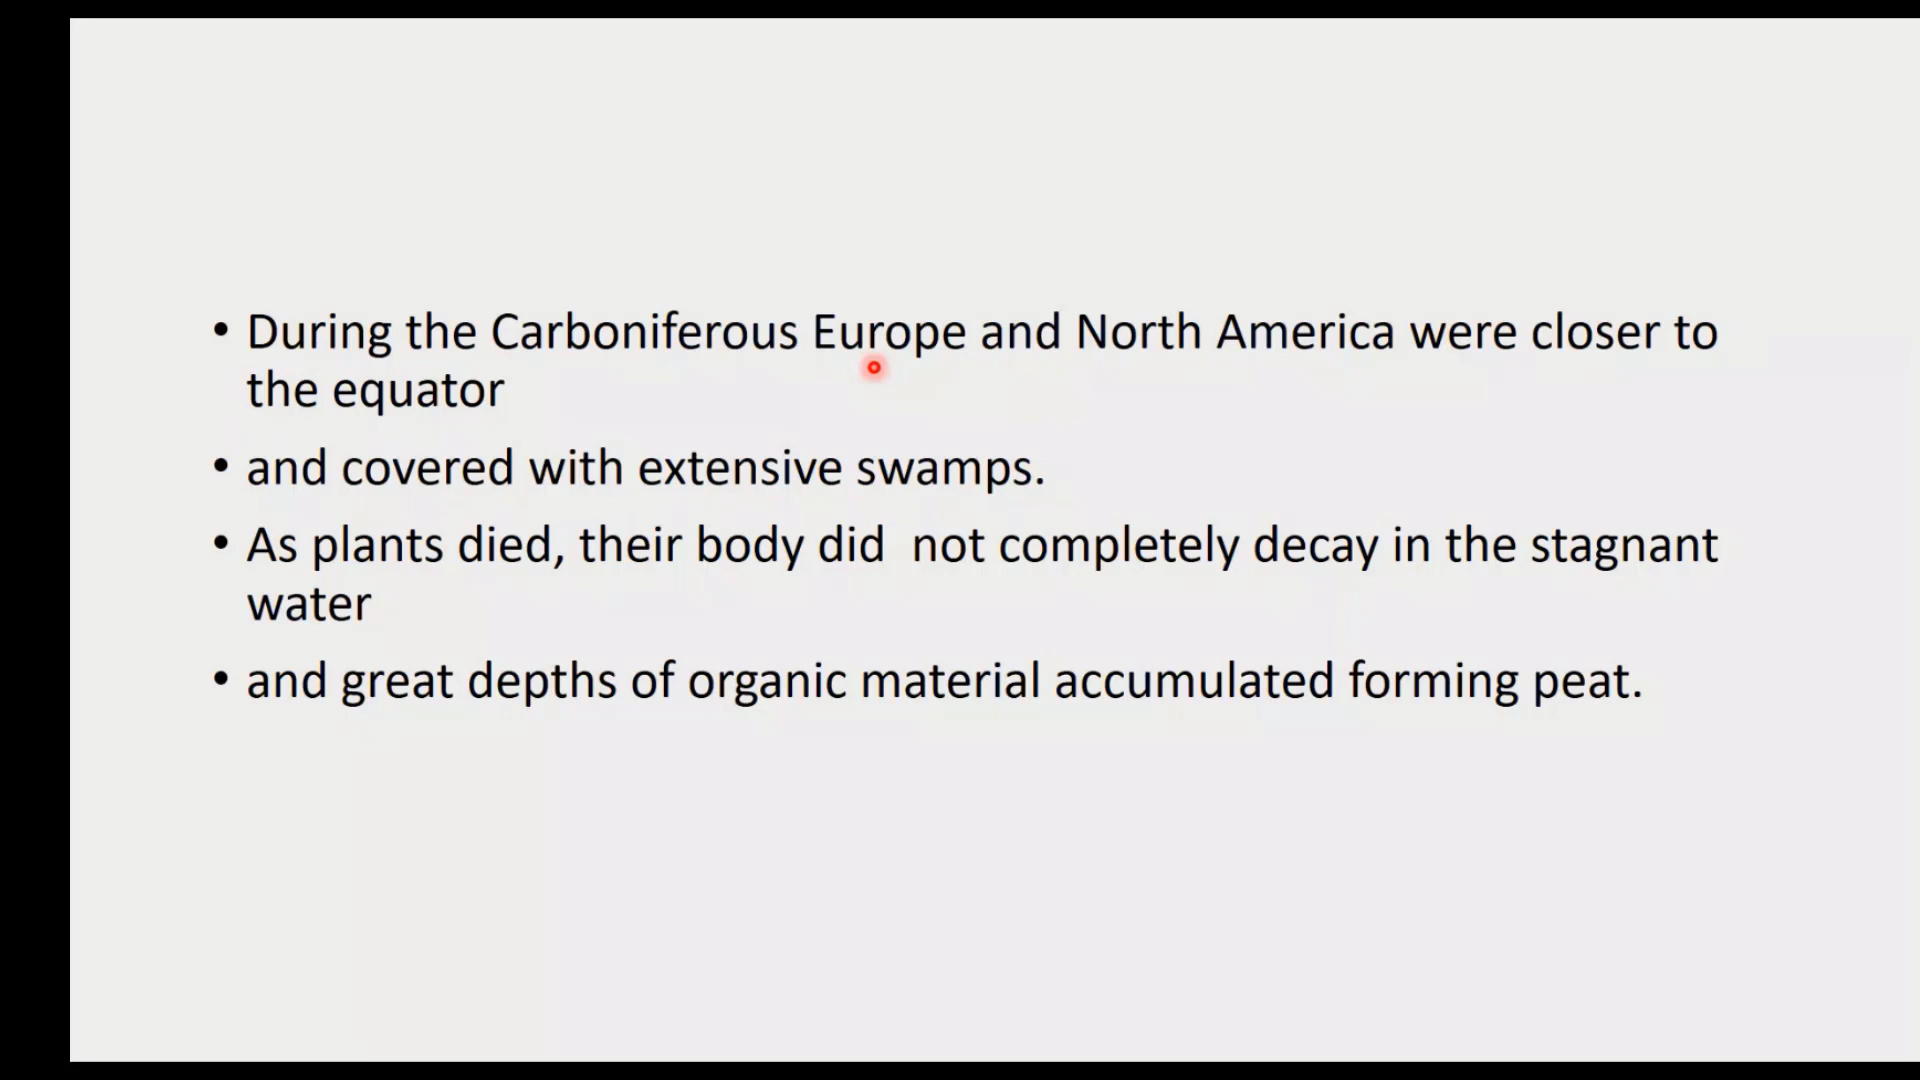 • During the Carboniferous Europe and North America were closer to
the equator
• and covered with extensive swamps.
• As plants died, their body did  not completely decay in the stagnant
water
• and great depths of organic material accumulated forming peat.